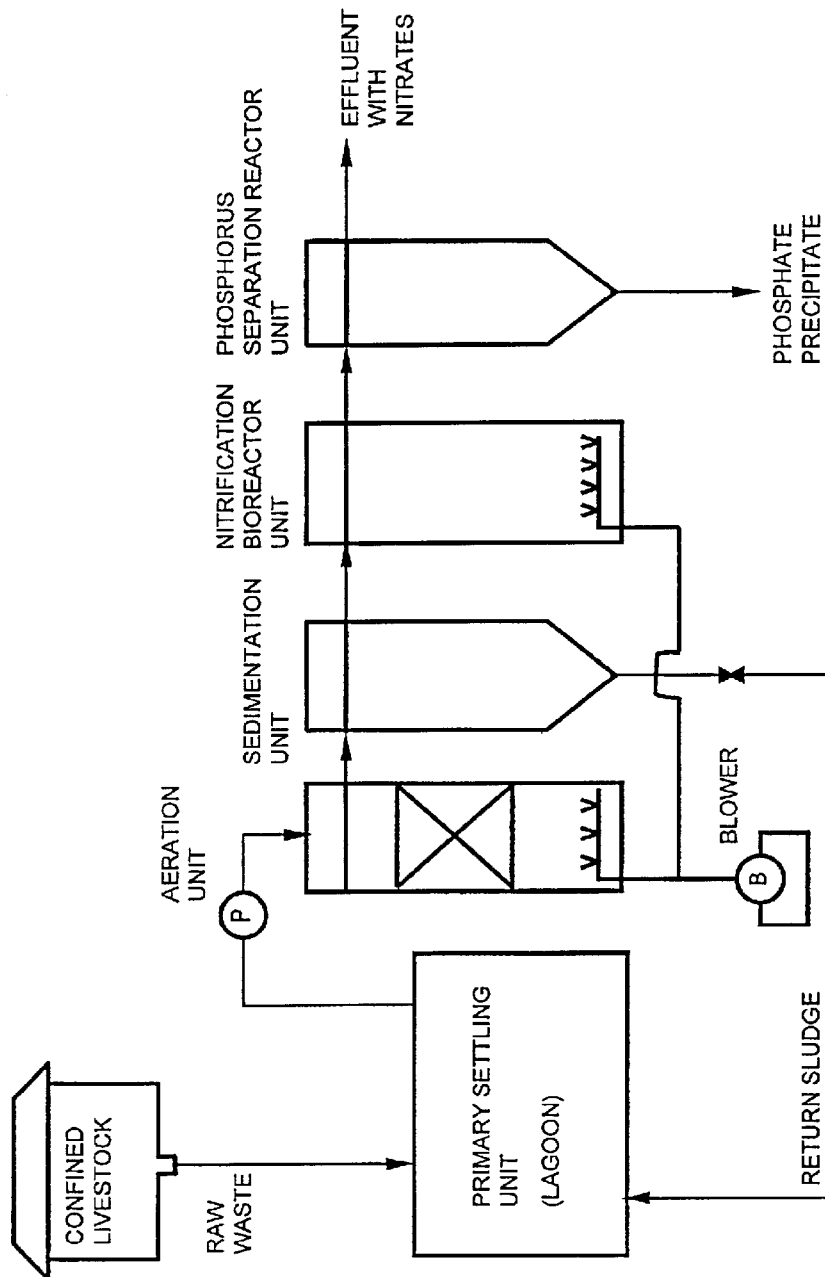 CONFINED
LIVESTOCK
RAW
WASTE
PRIMARY SETTLING
UNIT
(LAGOON)
RETURN SLUDGE
P
AERATION
UNIT
B
BLOWER
SEDIMENTATION
UNIT
NITRIFICATION
BIOREACTOR
UNIT
PHOSPHORUS
SEPARATION REACTOR
UNIT
PHOSPHATE
PRECIPITATE
EFFLUENT
WITH
NITRATES